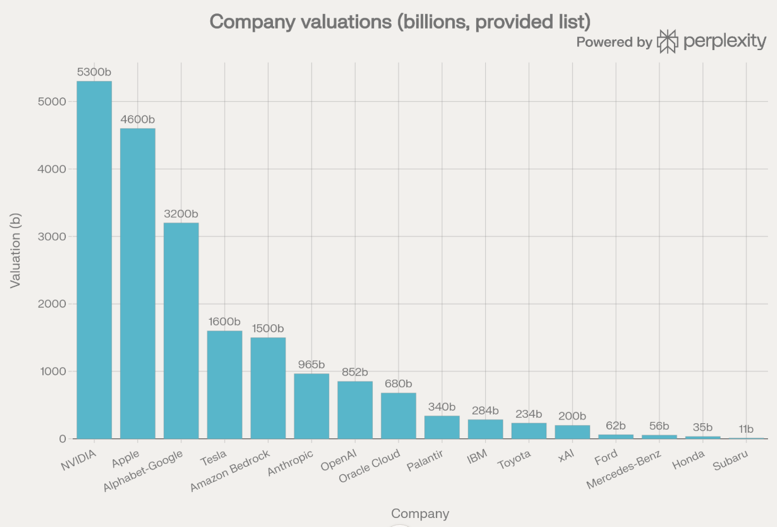 Company valuations (billions, provided list)
Powered by perplexity
5300b
4600b
3200b
1600b
1500b
965b
852b
680b
340b
284b
234b
200b
62b
56b
35b
11b
Valuation (b)
5000
4000
3000
2000
1000
0
NVIDIA
Apple
Alphabet-Google
Tesla
Amazon Bedrock
Anthropic
OpenAI
Oracle Cloud
Palantir
IBM
Toyota
xAI
Ford
Mercedes-Benz
Honda
Subaru
Company